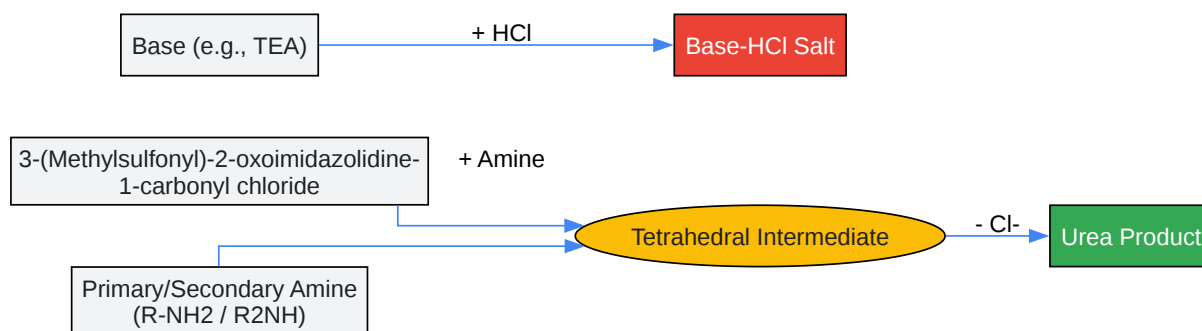 Base (e.g., TEA)
+ HCl
Base-HCl Salt
3-(Methylsulfonyl)-2-oxoimidazolidine-
1-carbonyl chloride
+ Amine
Tetrahedral Intermediate
- Cl-
Urea Product
Primary/Secondary Amine
(R-NH2 / R2NH)